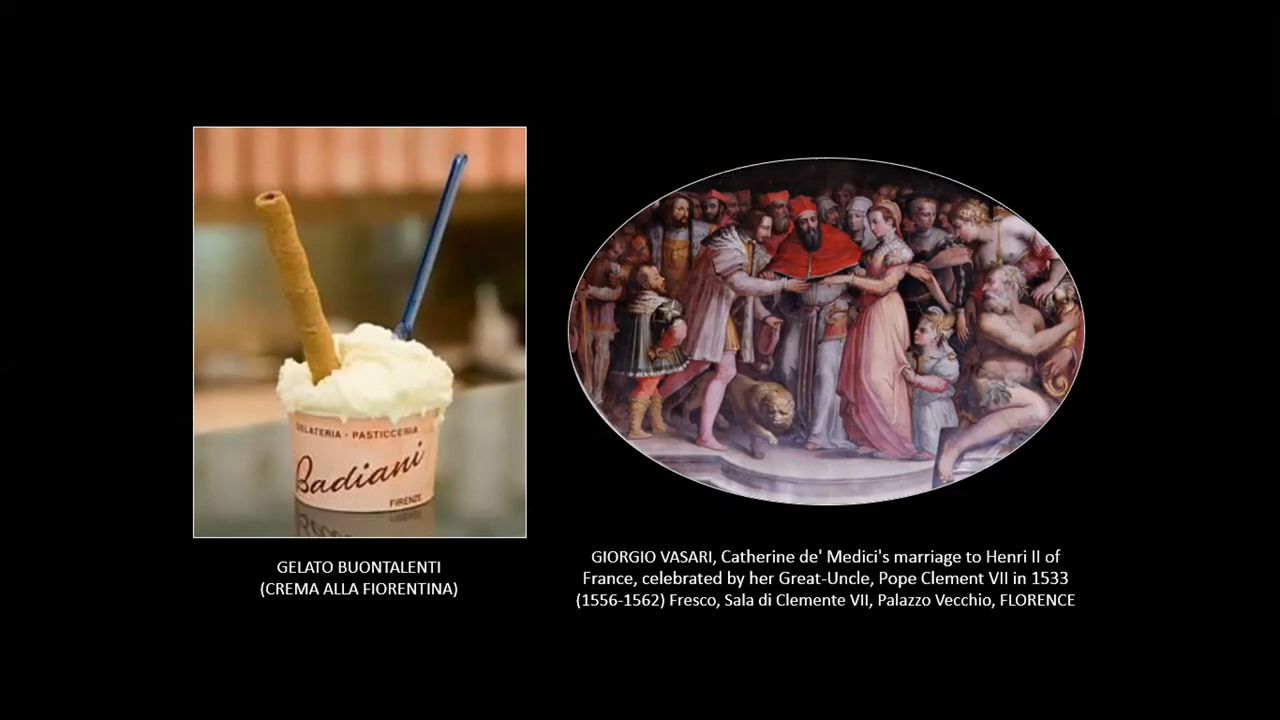 GELATERIA - PASTICCERIA
Badiani
FIRENZE
GELATO BUONTALENTI
(CREMA ALLA FIORENTINA)
GIORGIO VASARI, Catherine de' Medici's marriage to Henri II of
France, celebrated by her Great-Uncle, Pope Clement VII in 1533
(1556-1562) Fresco, Sala di Clemente VII, Palazzo Vecchio, FLORENCE